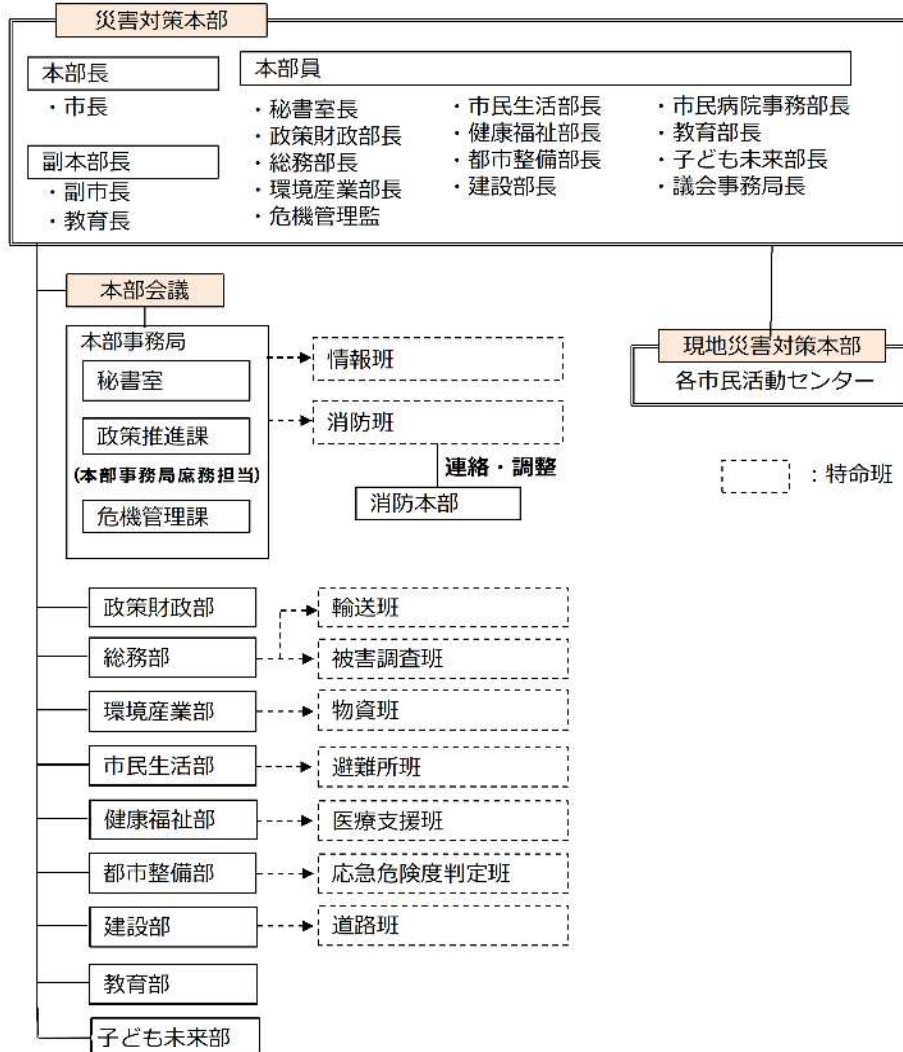 災害対策本部
本部長
・市長
副本部長
・副市長
・教育長
本部員
・秘書室長
・政策財政部長
・総務部長
・環境産業部長
・危機管理監
・市民生活部長
・健康福祉部長
・都市整備部長
・建設部長
・市民病院事務部長
・教育部長
・子ども未来部長
・議会事務局長
本部会議
本部事務局
秘書室
政策推進課
(本部事務局庶務担当)
危機管理課
情報班
消防班
連絡・調整
消防本部
現地災害対策本部
各市民活動センター
：特命班
政策財政部
総務部
輸送班
被害調査班
環境産業部
物資班
市民生活部
避難所班
健康福祉部
医療支援班
都市整備部
応急危険度判定班
建設部
道路班
教育部
子ども未来部